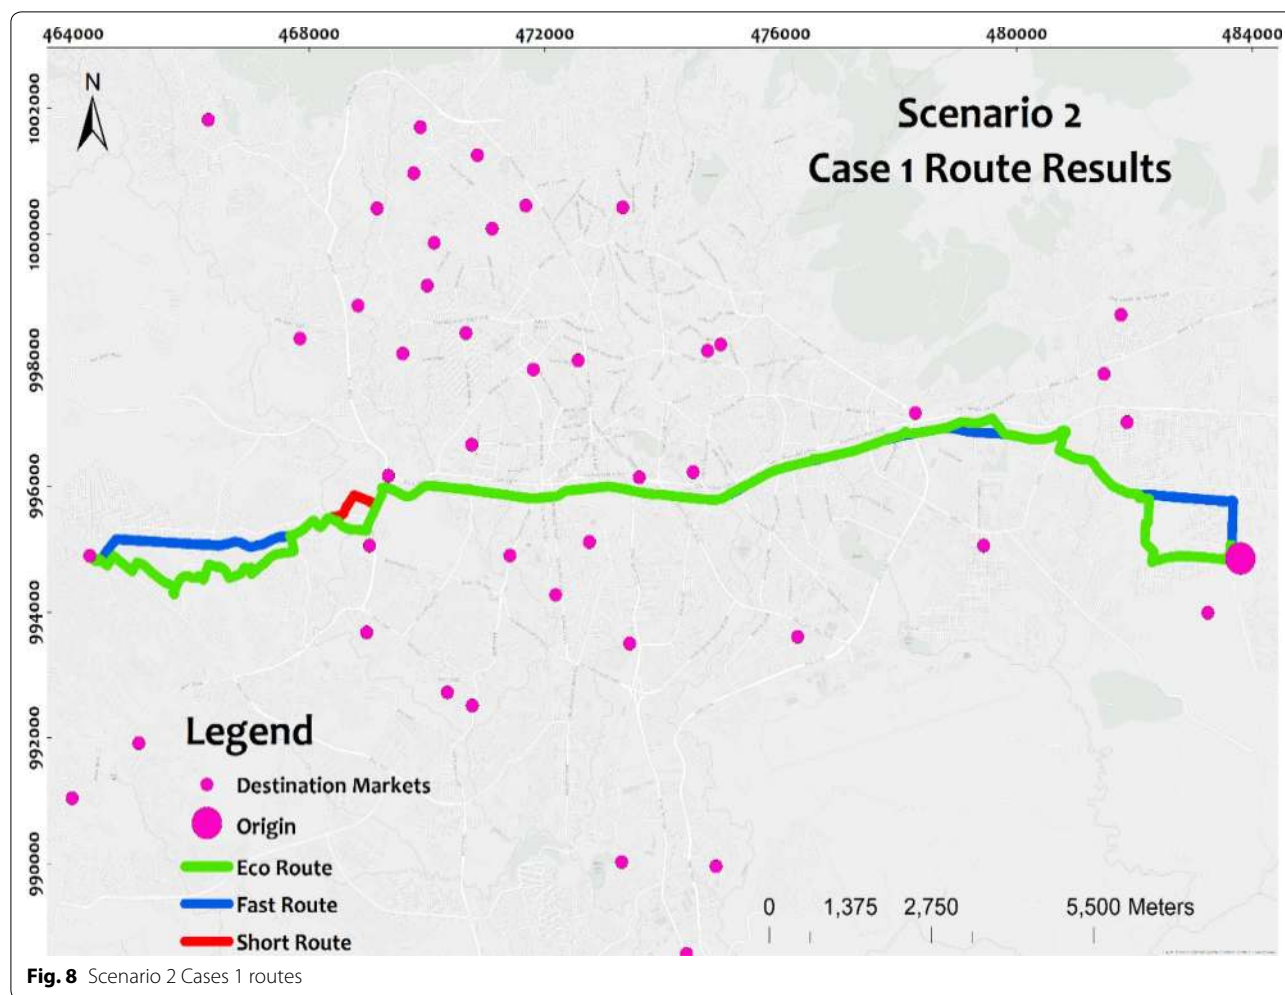 464000 468000 472000 476000 480000 484000
N
1002000
1000000
998000
996000
994000
992000
990000
Scenario 2
Case 1 Route Results
Legend
Destination Markets
Origin
Eco Route
Fast Route
Short Route
0 1,375 2,750 5,500 Meters
Fig. 8 Scenario 2 Cases 1 routes